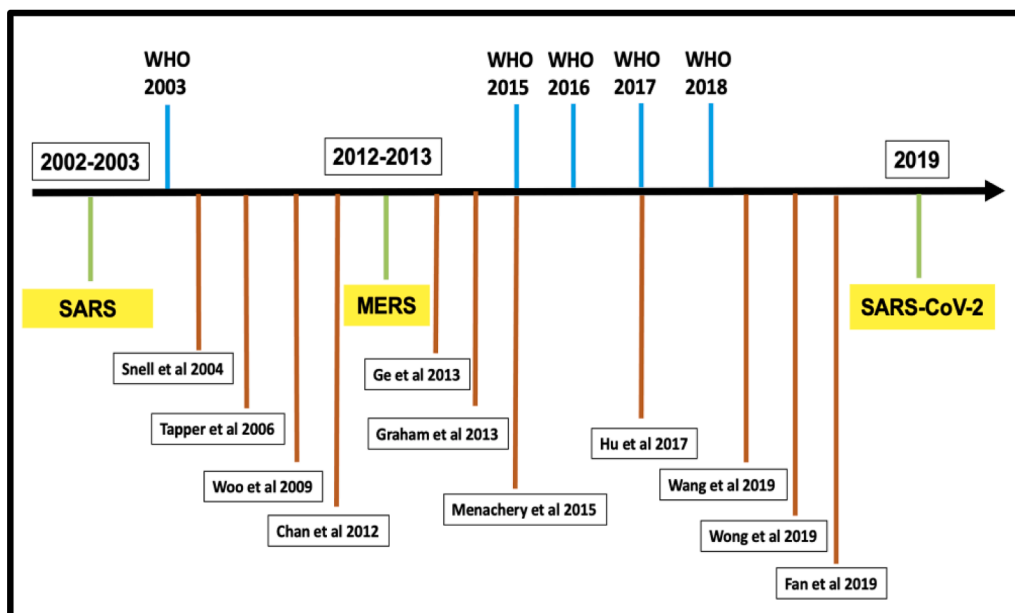 WHO
2003
WHO
2015
WHO
2016
WHO
2017
WHO
2018
2002-2003
2012-2013
2019
SARS
MERS
SARS-CoV-2
Snell et al 2004
Ge et al 2013
Tapper et al 2006
Graham et al 2013
Hu et al 2017
Woo et al 2009
Wang et al 2019
Chan et al 2012
Menachery et al 2015
Wong et al 2019
Fan et al 2019